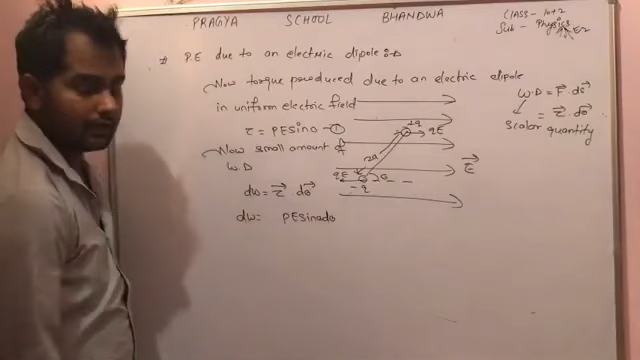 PRAGYA SCHOOL BHANDWA
CLASS - 10+2
Sub - Physics
P.E due to an electric dipole :-
Now torque produced due to an electric dipole
in uniform electric field
τ = PEsinθ - ①
Now small amount of
W.D
dw = τ⃗ dθ⃗
dw = PEsinθdθ
+q
qE
2a
qE
θ
-q
E⃗
W.D = F⃗. ds⃗
= τ⃗. dθ⃗
Scalar quantity